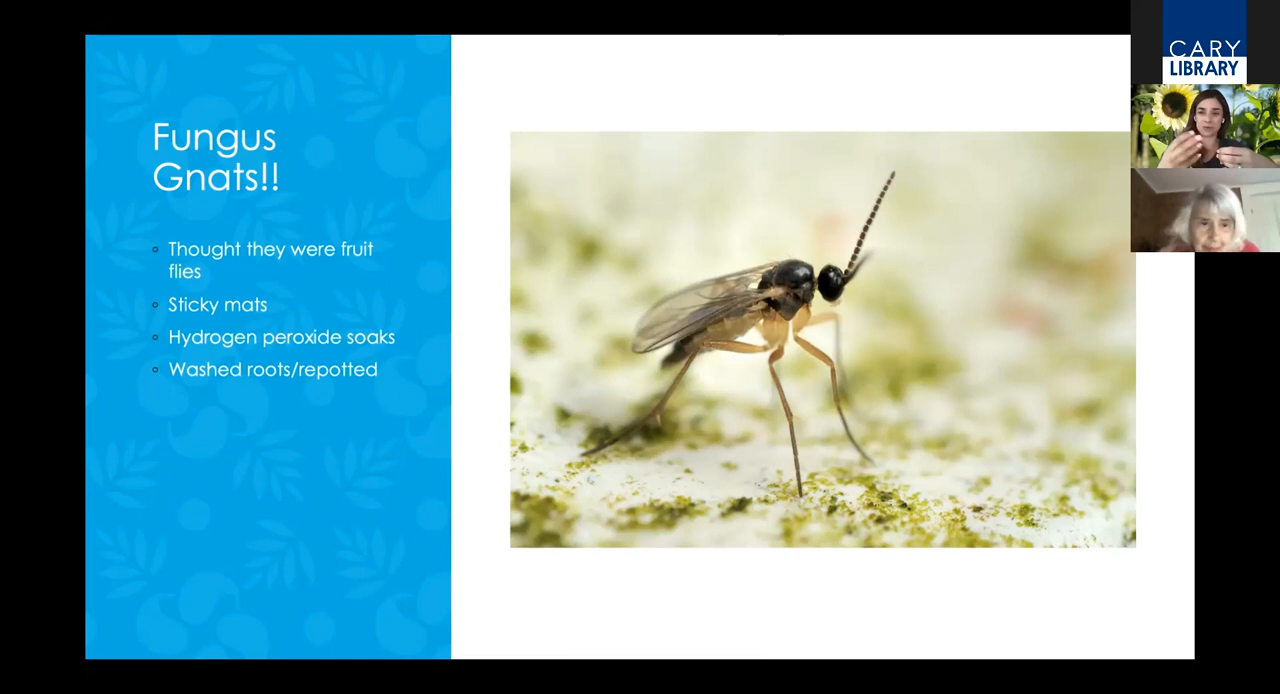 Fungus
Gnats!!
Thought they were fruit
flies
Sticky mats
Hydrogen peroxide soaks
Washed roots/repotted
CARY
LIBRARY